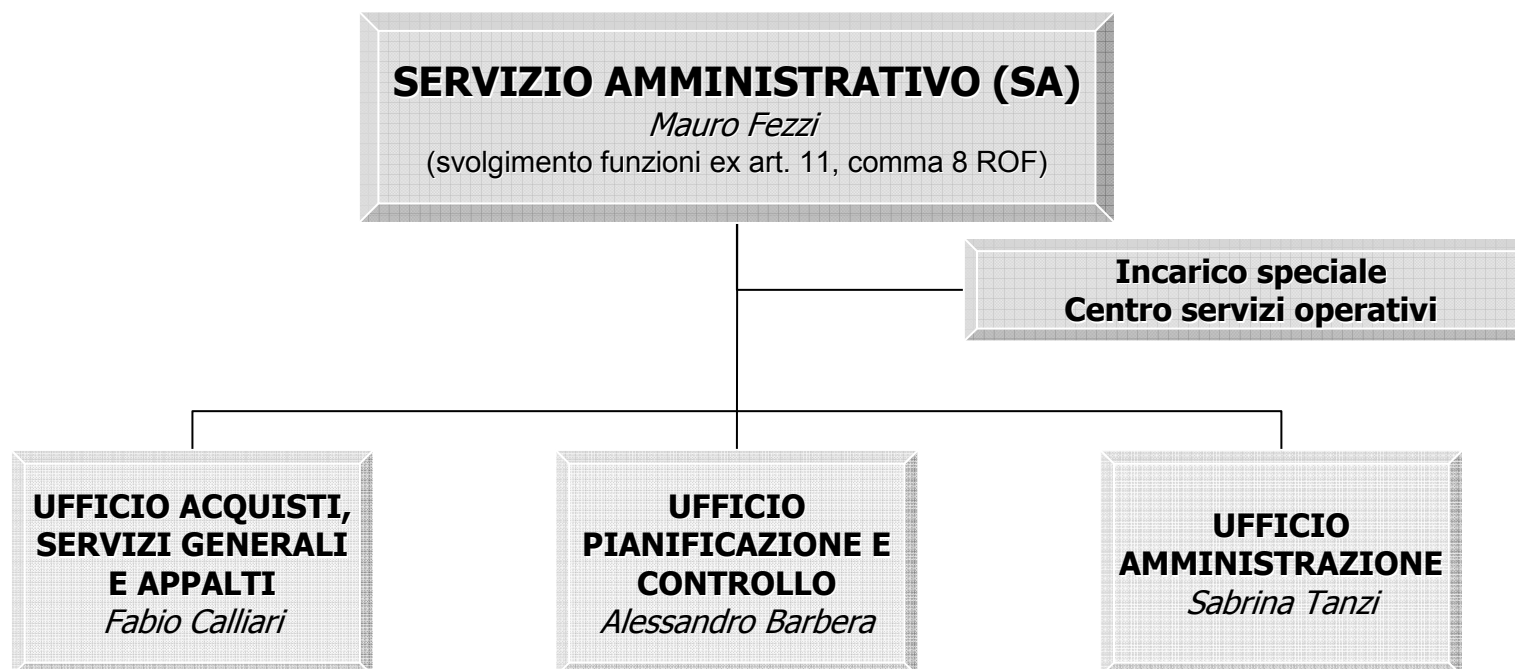 SERVIZIO AMMINISTRATIVO (SA)
Mauro Fezzi
(svolgimento funzioni ex art. 11, comma 8 ROF)
Incarico speciale
Centro servizi operativi
UFFICIO ACQUISTI,
SERVIZI GENERALI
E APPALTI
Fabio Calliari
UFFICIO
PIANIFICAZIONE E
CONTROLLO
Alessandro Barbera
UFFICIO
AMMINISTRAZIONE
Sabrina Tanzi